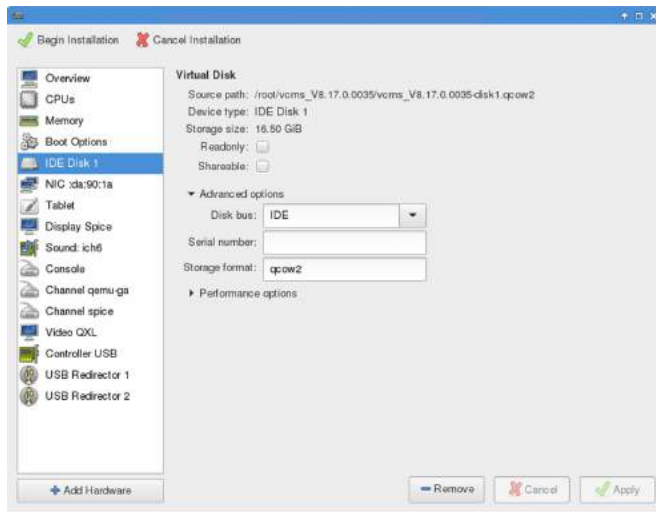 Begin Installation
Cancel Installation
Overview
CPUs
Memory
Boot Options
IDE Disk 1
NIC :da:90:1a
Tablet
Display Spice
Sound: ich6
Console
Channel qemu-ga
Channel spice
Video QXL
Controller USB
USB Redirector 1
USB Redirector 2
Add Hardware
Virtual Disk
Source path: /root/vcms_V8.17.0.0035/vcms_V8.17.0.0035-disk1.qcow2
Device type: IDE Disk 1
Storage size: 16.50 GiB
Readonly:
Shareable:
Advanced options
Disk bus: IDE
Serial number:
Storage format: qcow2
Performance options
Remove
Cancel
Apply